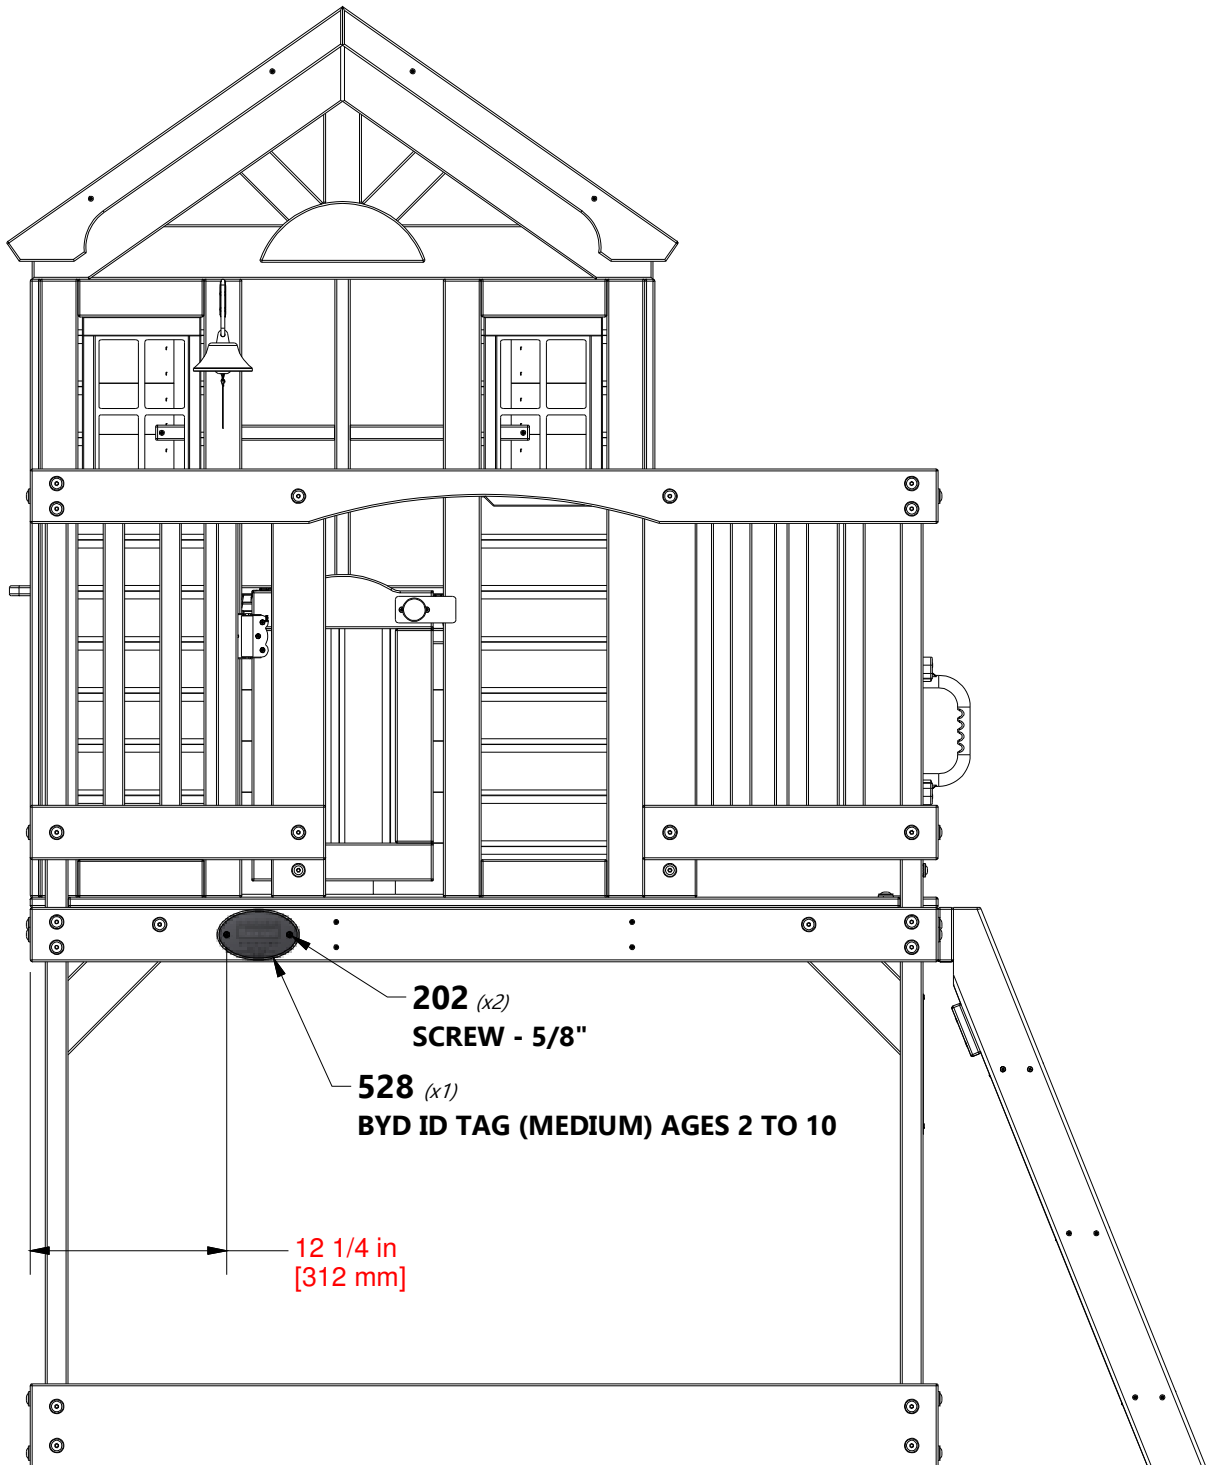 202 (x2)
SCREW - 5/8"
528 (x1)
BYD ID TAG (MEDIUM) AGES 2 TO 10
12 1/4 in
[312 mm]